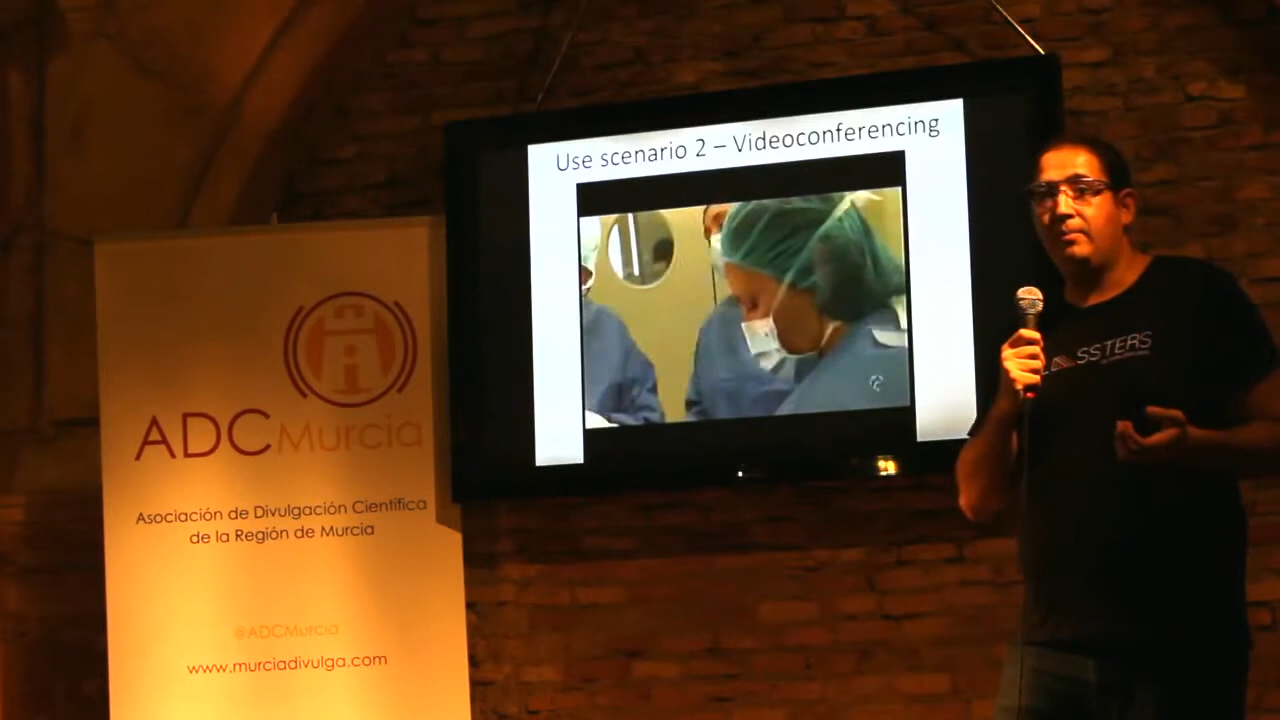 Use scenario 2 – Videoconferencing
ADCMurcia
Asociación de Divulgación Científica
de la Región de Murcia
@ADCMurcia
www.murciadivulga.com
SSTERS